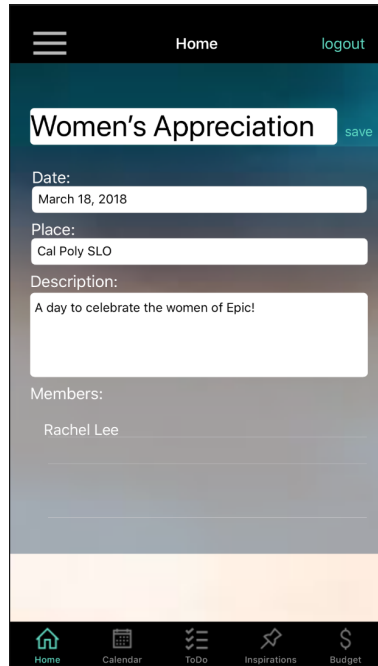 Home logout
Women's Appreciation save
Date:
March 18, 2018
Place:
Cal Poly SLO
Description:
A day to celebrate the women of Epic!
Members:
Rachel Lee
Home Calendar ToDo Inspirations Budget